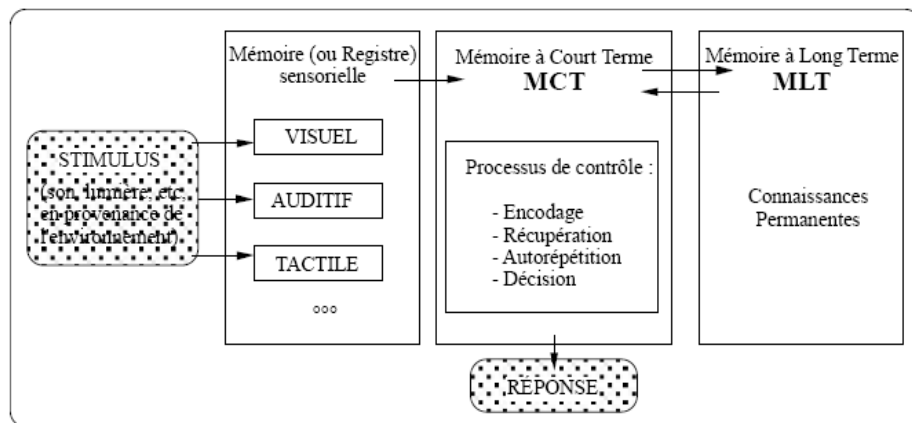 STIMULUS
(son, lumière, etc,
en provenance de
l'environnement)
Mémoire (ou Registre)
sensorielle
VISUEL
AUDITIF
TACTILE
°°°
Mémoire à Court Terme
MCT
Processus de contrôle :
- Encodage
- Récupération
- Autorépétition
- Décision
RÉPONSE
Mémoire à Long Terme
MLT
Connaissances
Permanentes